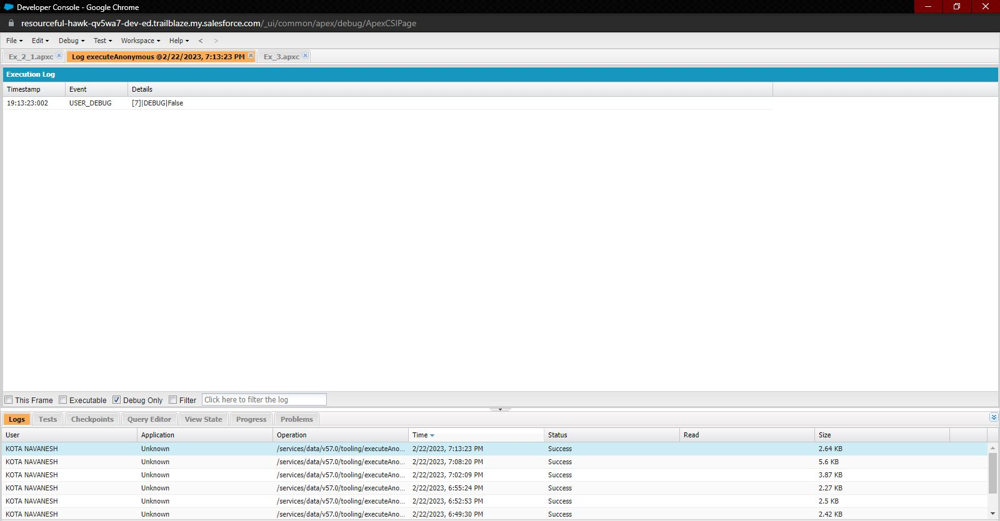 Developer Console - Google Chrome
resourceful-hawk-qv5wa7-dev-ed.trailblaze.my.salesforce.com/_ui/common/apex/debug/ApexCSIPage
File Edit Debug Test Workspace Help < >
Ex_2_1.apxc Log executeAnonymous @2/22/2023, 7:13:23 PM Ex_3.apxc
Execution Log
Timestamp Event Details
19:13:23:002 USER_DEBUG [7]|DEBUG|False
This Frame Executable Debug Only Filter Click here to filter the log
Logs Tests Checkpoints Query Editor View State Progress Problems
User Application Operation Time Status Read Size
KOTA NAVANESH Unknown /services/data/v57.0/tooling/executeAno... 2/22/2023, 7:13:23 PM Success 2.64 KB
KOTA NAVANESH Unknown /services/data/v57.0/tooling/executeAno... 2/22/2023, 7:08:20 PM Success 5.6 KB
KOTA NAVANESH Unknown /services/data/v57.0/tooling/executeAno... 2/22/2023, 7:02:09 PM Success 3.87 KB
KOTA NAVANESH Unknown /services/data/v57.0/tooling/executeAno... 2/22/2023, 6:55:24 PM Success 2.27 KB
KOTA NAVANESH Unknown /services/data/v57.0/tooling/executeAno... 2/22/2023, 6:52:53 PM Success 2.5 KB
KOTA NAVANESH Unknown /services/data/v57.0/tooling/executeAno... 2/22/2023, 6:49:30 PM Success 2.42 KB